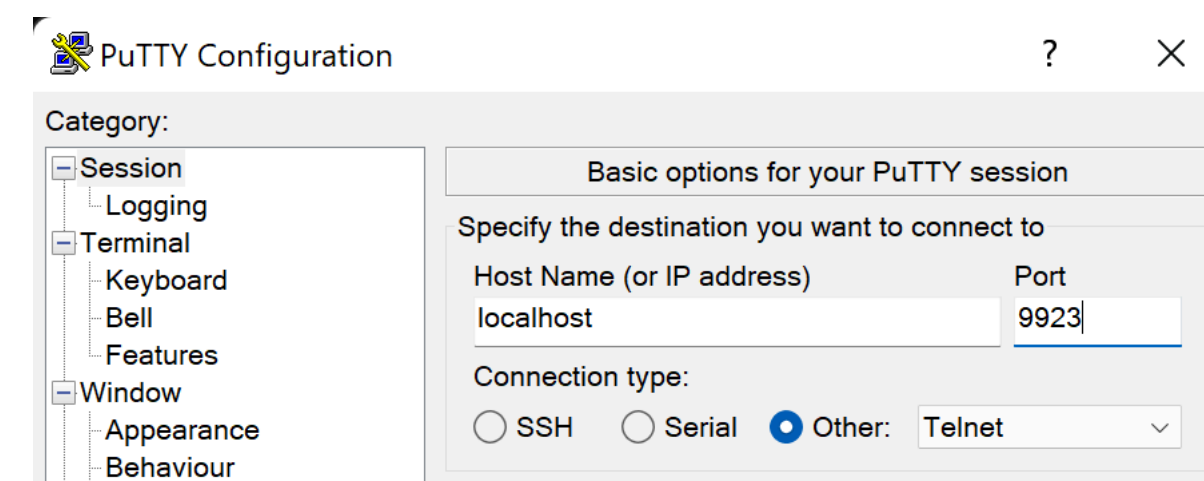 PuTTY Configuration
?
Category:
Session
Logging
Terminal
Keyboard
Bell
Features
Window
Appearance
Behaviour
Basic options for your PuTTY session
Specify the destination you want to connect to
Host Name (or IP address)
Port
localhost
9923
Connection type:
SSH
Serial
Other:
Telnet